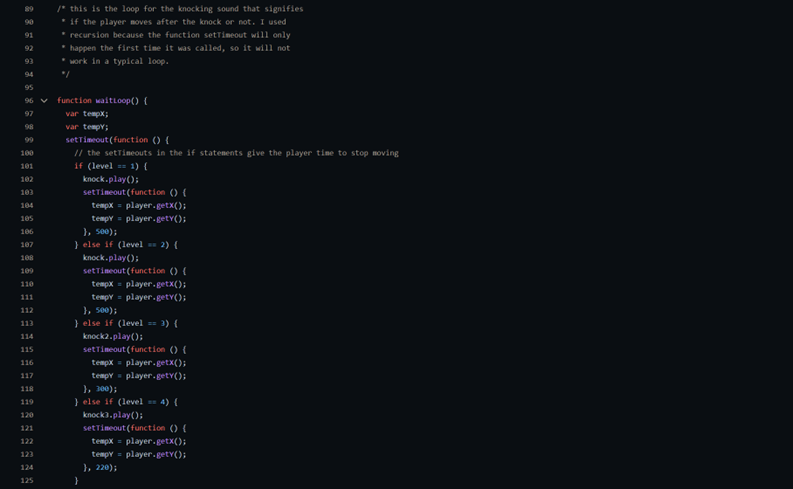 89 /* this is the loop for the knocking sound that signifies
90 * if the player moves after the knock or not. I used
91 * recursion because the function setTimeout will only
92 * happen the first time it was called, so it will not
93 * work in a typical loop.
94 */
95
96 function waitLoop() {
97 var tempX;
98 var tempY;
99 setTimeout(function () {
100 // the setTimeouts in the if statements give the player time to stop moving
101 if (level == 1) {
102 knock.play();
103 setTimeout(function () {
104 tempX = player.getX();
105 tempY = player.getY();
106 }, 500);
107 } else if (level == 2) {
108 knock.play();
109 setTimeout(function () {
110 tempX = player.getX();
111 tempY = player.getY();
112 }, 500);
113 } else if (level == 3) {
114 knock2.play();
115 setTimeout(function () {
116 tempX = player.getX();
117 tempY = player.getY();
118 }, 300);
119 } else if (level == 4) {
120 knock3.play();
121 setTimeout(function () {
122 tempX = player.getX();
123 tempY = player.getY();
124 }, 220);
125 }